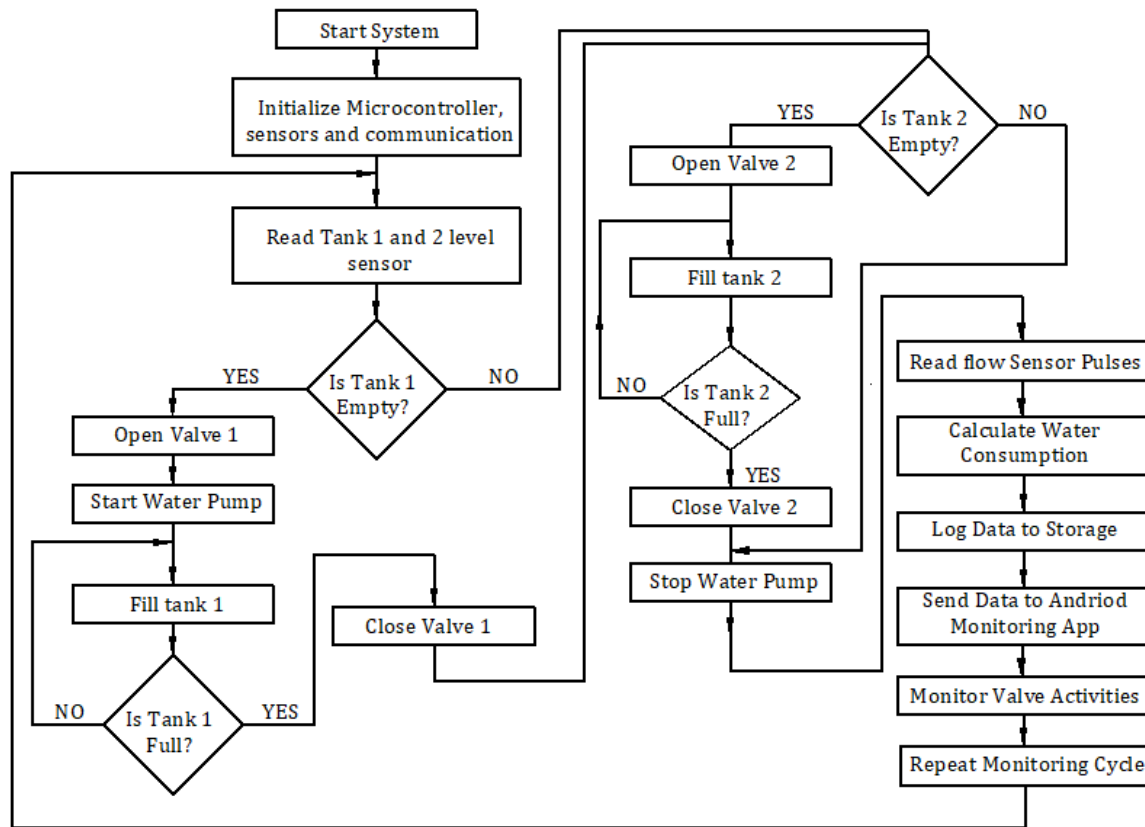 Start System
Initialize Microcontroller,
sensors and communication
Read Tank 1 and 2 level
sensor
Is Tank 1
Empty?
YES
NO
Open Valve 1
Start Water Pump
Fill tank 1
Is Tank 1
Full?
NO
YES
Close Valve 1
Is Tank 2
Empty?
YES
NO
Open Valve 2
Fill tank 2
Is Tank 2
Full?
NO
YES
Close Valve 2
Stop Water Pump
Read flow Sensor Pulses
Calculate Water
Consumption
Log Data to Storage
Send Data to Andriod
Monitoring App
Monitor Valve Activities
Repeat Monitoring Cycle